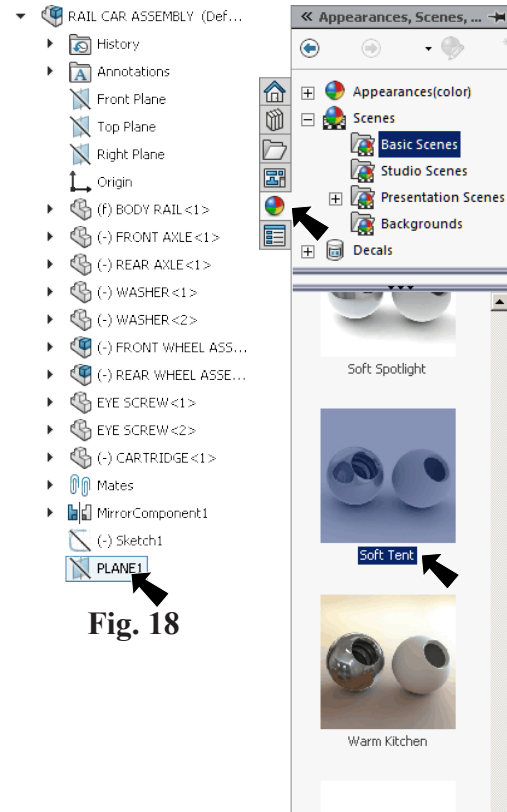 RAIL CAR ASSEMBLY (Def...
History
Annotations
Front Plane
Top Plane
Right Plane
Origin
(f) BODY RAIL<1>
(-) FRONT AXLE<1>
(-) REAR AXLE<1>
(-) WASHER<1>
(-) WASHER<2>
(-) FRONT WHEEL ASS...
(-) REAR WHEEL ASSE...
EYE SCREW<1>
EYE SCREW<2>
(-) CARTRIDGE<1>
Mates
MirrorComponent1
(-) Sketch1
PLANE1
Fig. 18
« Appearances, Scenes, ...
Appearances(color)
Scenes
Basic Scenes
Studio Scenes
Presentation Scenes
Backgrounds
Decals
Soft Spotlight
Soft Tent
Warm Kitchen